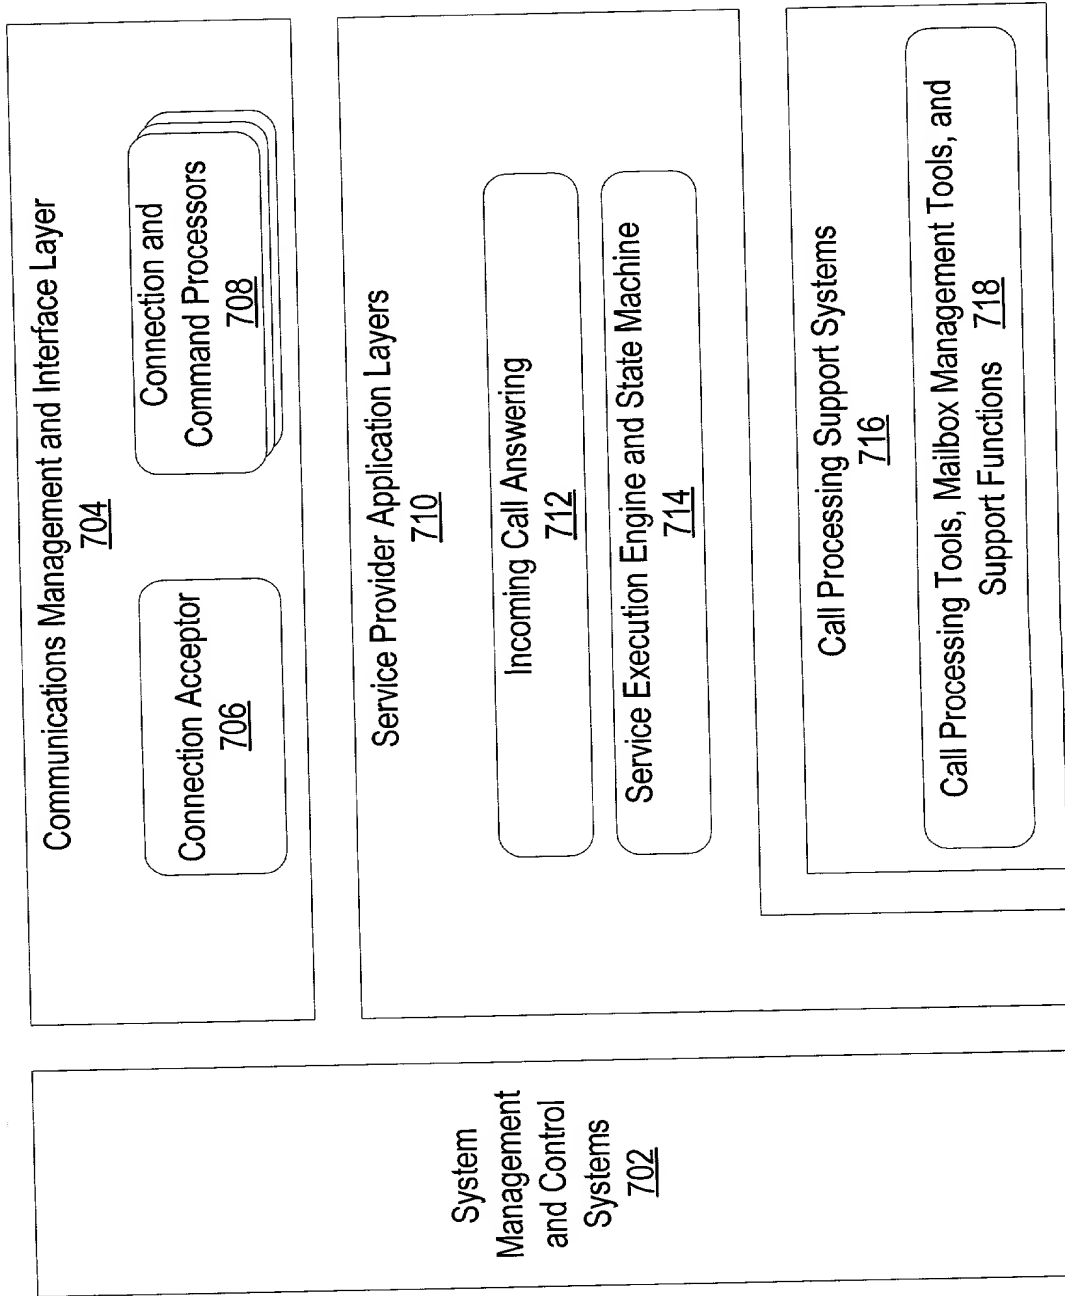 Communications Management and Interface Layer
704
Connection Acceptor
706
Connection and
Command Processors
708
Service Provider Application Layers
710
Incoming Call Answering
712
Service Execution Engine and State Machine
714
Call Processing Support Systems
716
Call Processing Tools, Mailbox Management Tools, and
Support Functions 718
System
Management
and Control
Systems
702